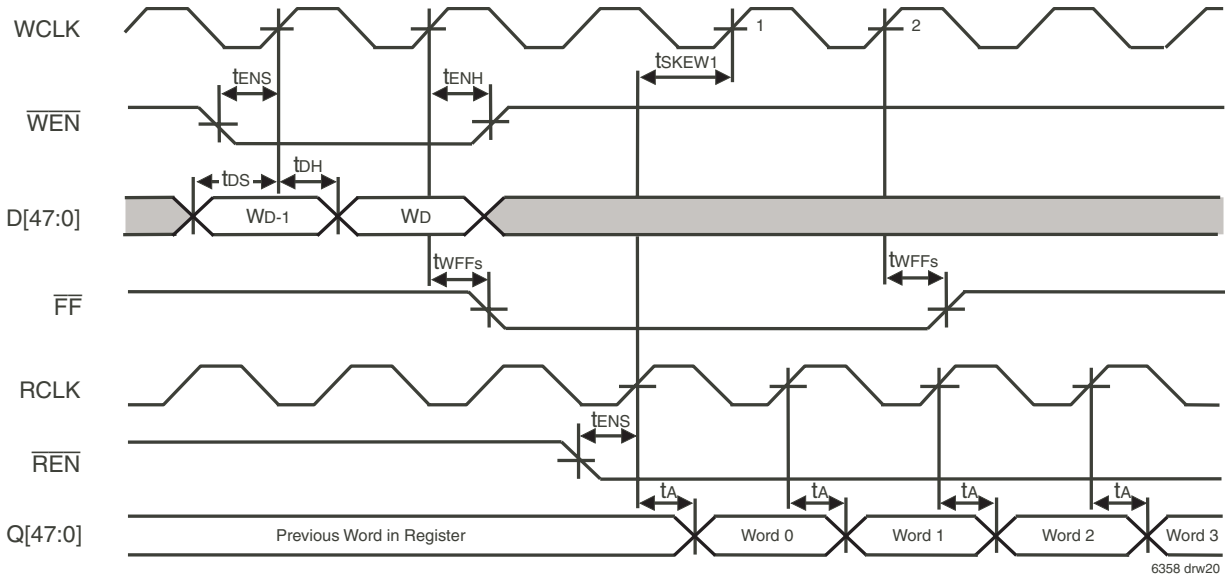 WCLK
1
2
tSKEW1
tENS
tENH
WEN
tDS
tDH
D[47:0]
WD-1
WD
tWFFs
tWFFs
FF
RCLK
tENS
REN
tA
tA
tA
tA
Q[47:0]
Previous Word in Register
Word 0
Word 1
Word 2
Word 3
6358 drw20